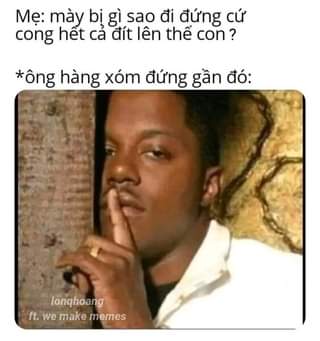 Mẹ: mày bị gì sao đi đứng cứ
cong hết cả đít lên thế con ?
*ông hàng xóm đứng gần đó:
longhoang
ft. we make memes